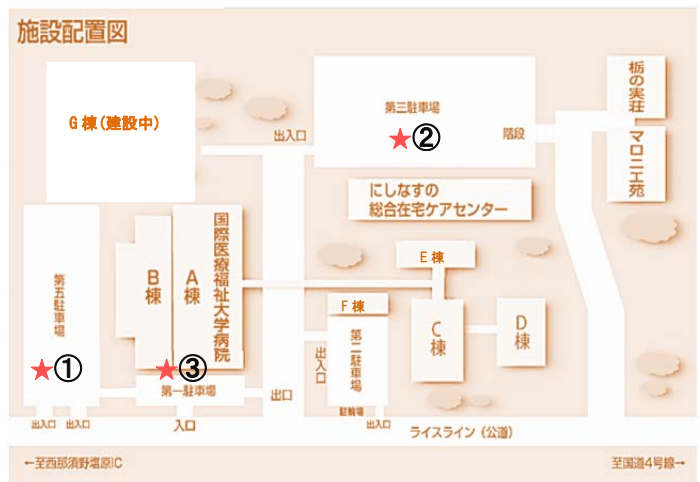 施設配置図
G棟(建設中)
第三駐車場
★②
階段
出入口
栃の実荘
マロニエ苑
にしなすの
総合在宅ケアセンター
国際医療福祉大学病院
A棟
B棟
第五駐車場
E棟
F棟
C棟
D棟
第二駐車場
出入口
★①
★③
第一駐車場
出口
駐輪場
出入口
出入口
出入口
入口
ライスライン(公道)
←至西那須野塩原IC
至国道4号線→